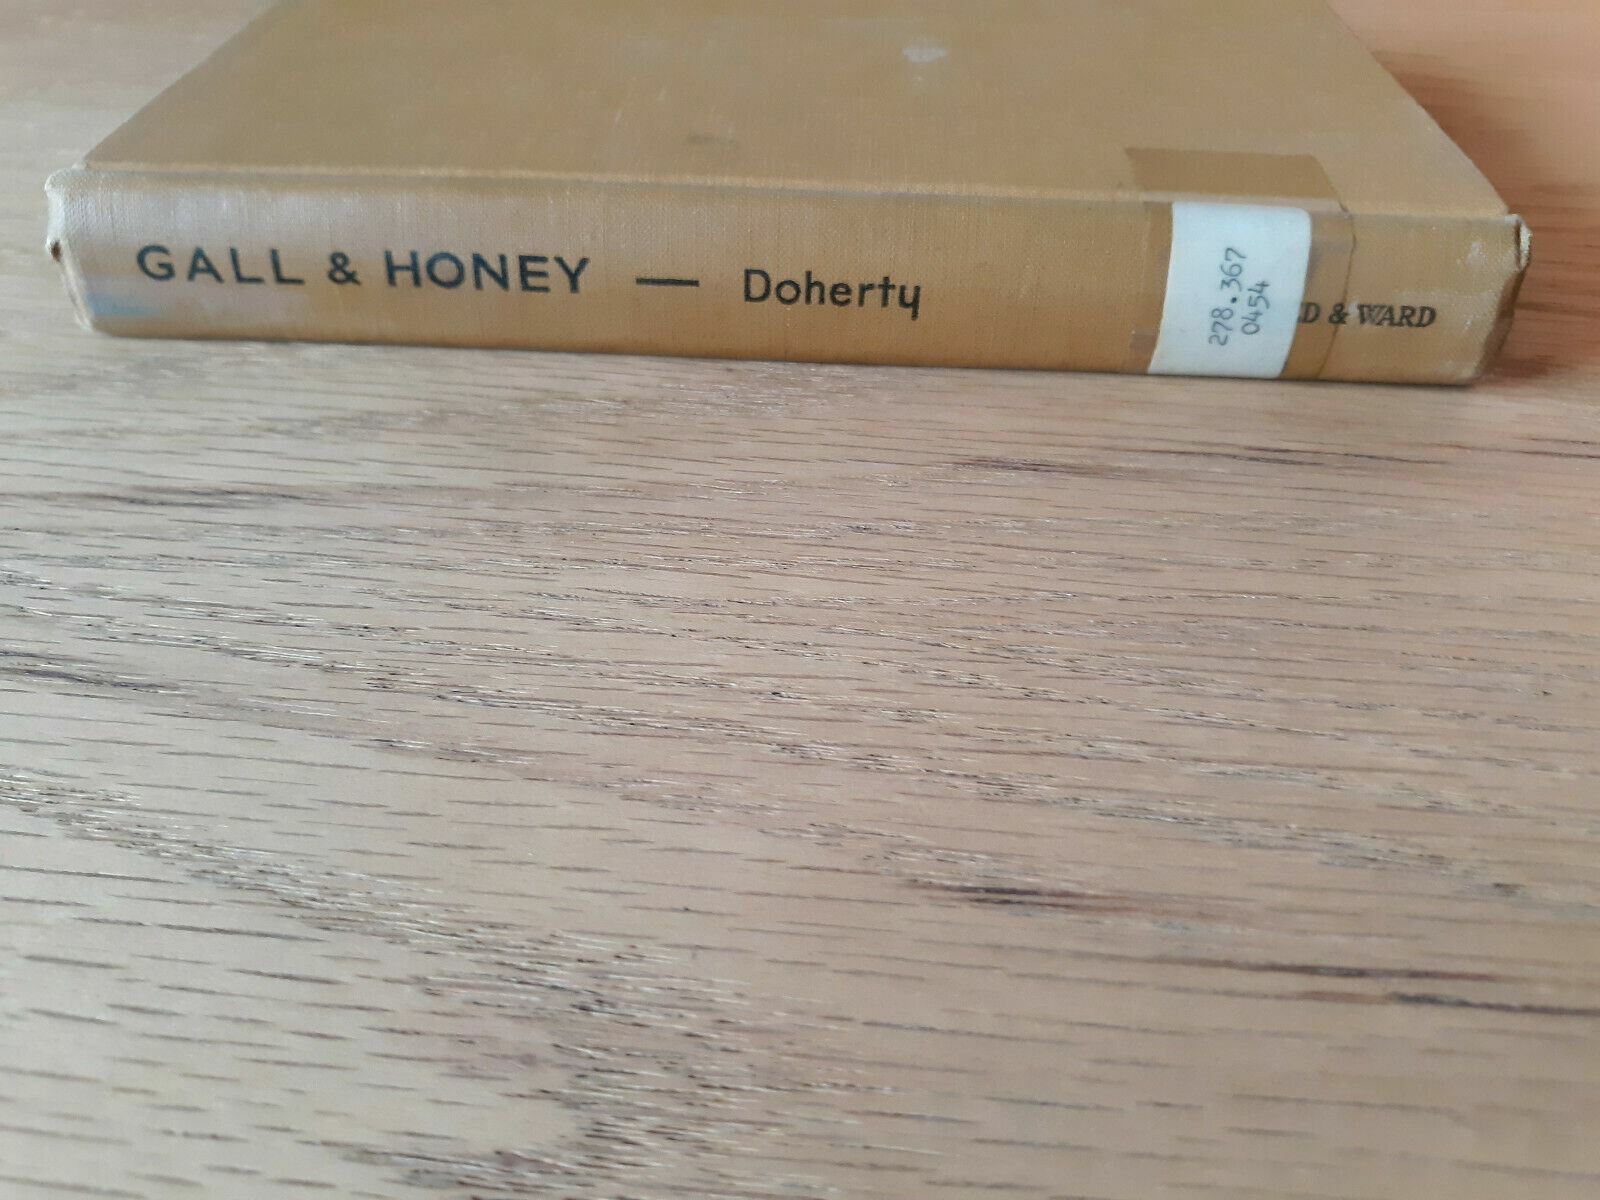 GALL & HONEY — Doherty
278.367
0454
D & WARD